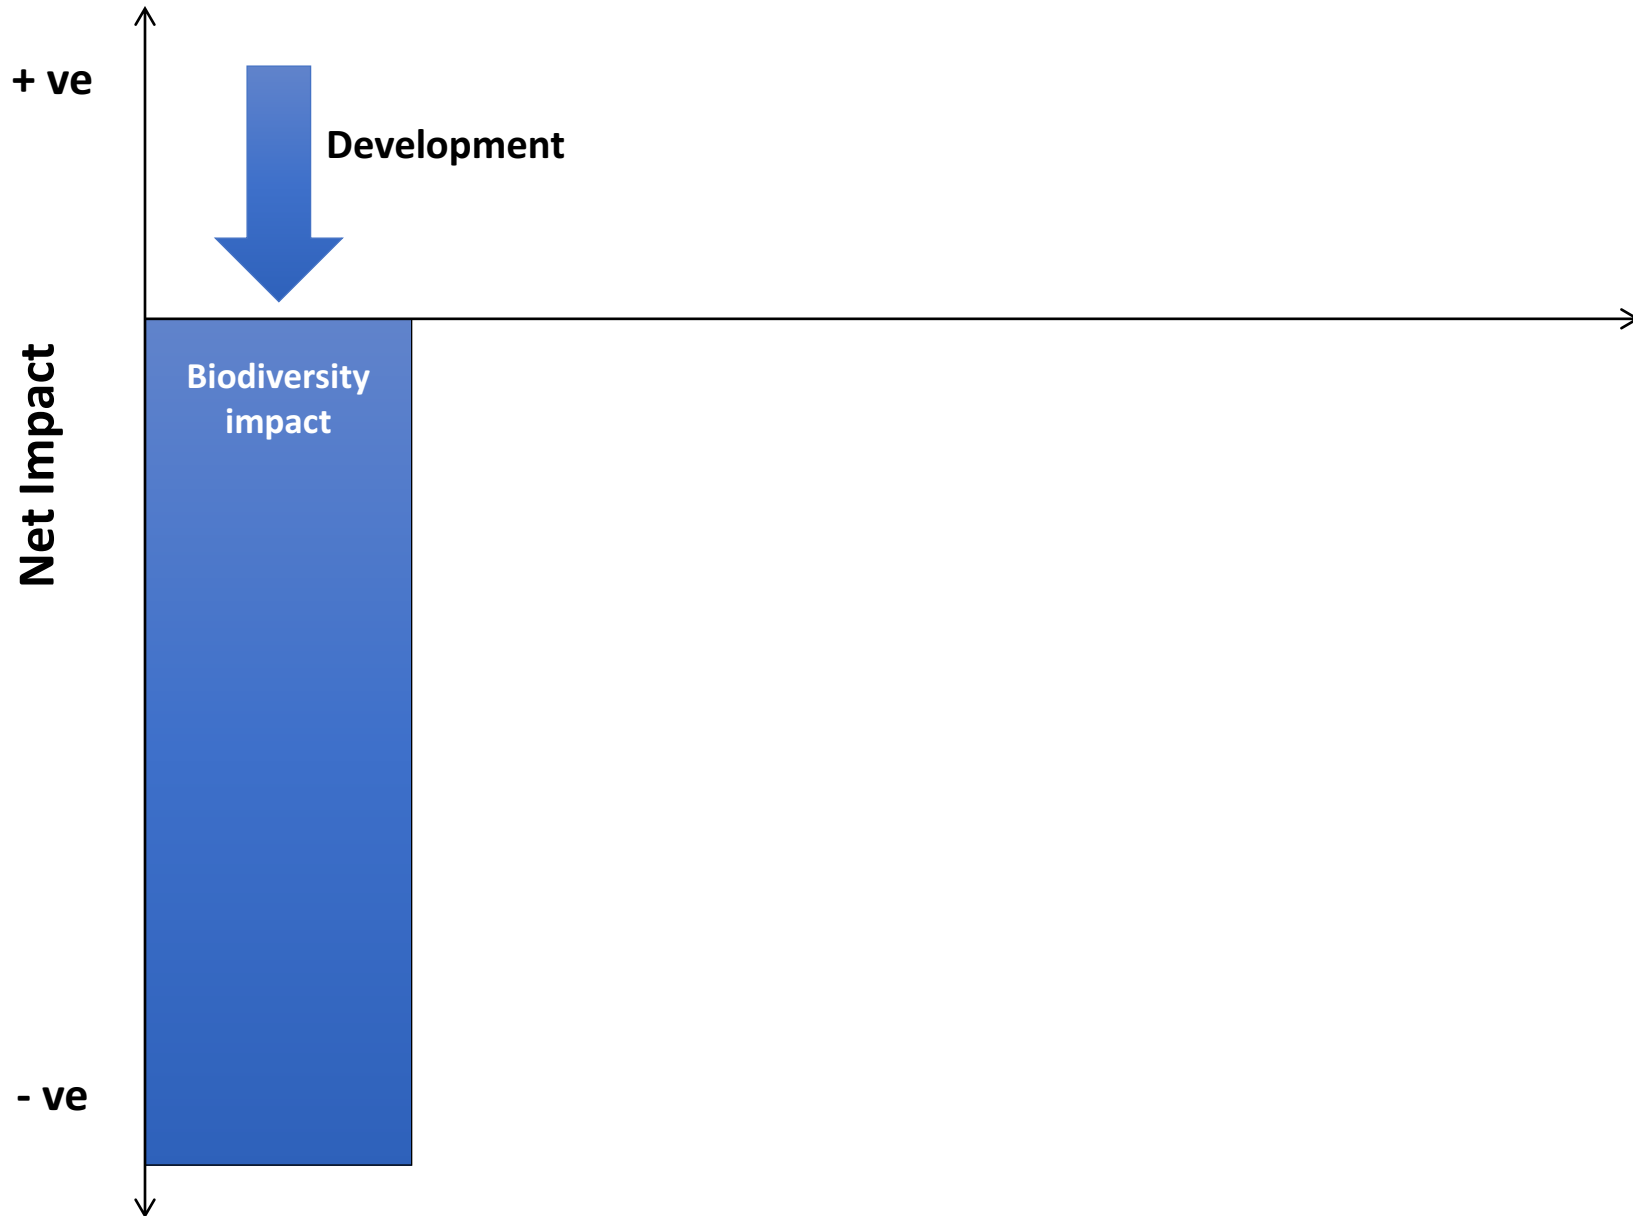 + ve
Development
Biodiversity
impact
Net Impact
- ve